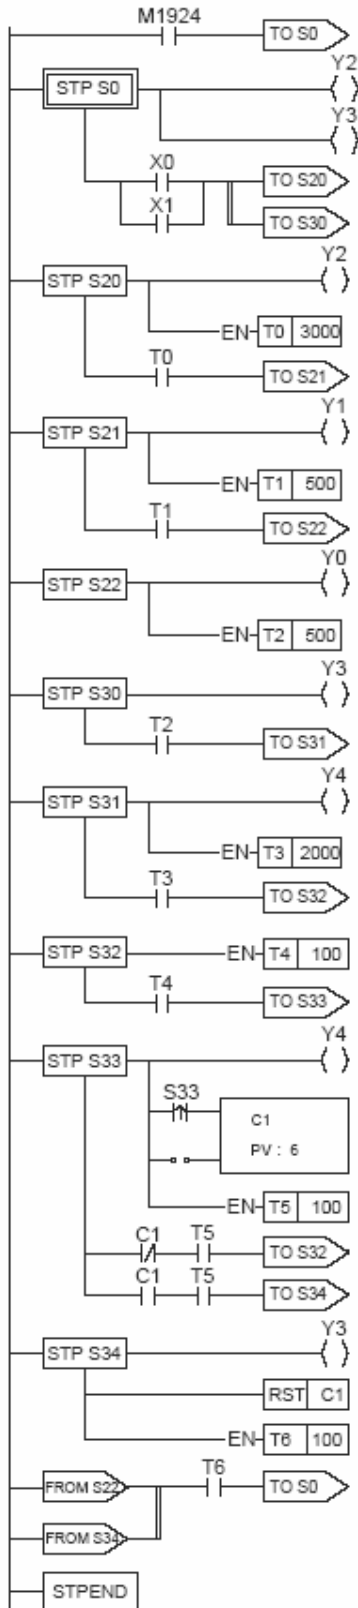 M1924
TO S0
STP S0
Y2
Y3
X0
TO S20
X1
TO S30
STP S20
Y2
EN T0 3000
T0
TO S21
STP S21
Y1
EN T1 500
T1
TO S22
STP S22
Y0
EN T2 500
STP S30
Y3
T2
TO S31
STP S31
Y4
EN T3 2000
T3
TO S32
STP S32
EN T4 100
T4
TO S33
STP S33
Y4
S33
C1
PV : 6
EN T5 100
C1 T5
TO S32
C1 T5
TO S34
STP S34
Y3
RST C1
EN T6 100
FROM S22
T6
TO S0
FROM S34
STPEND